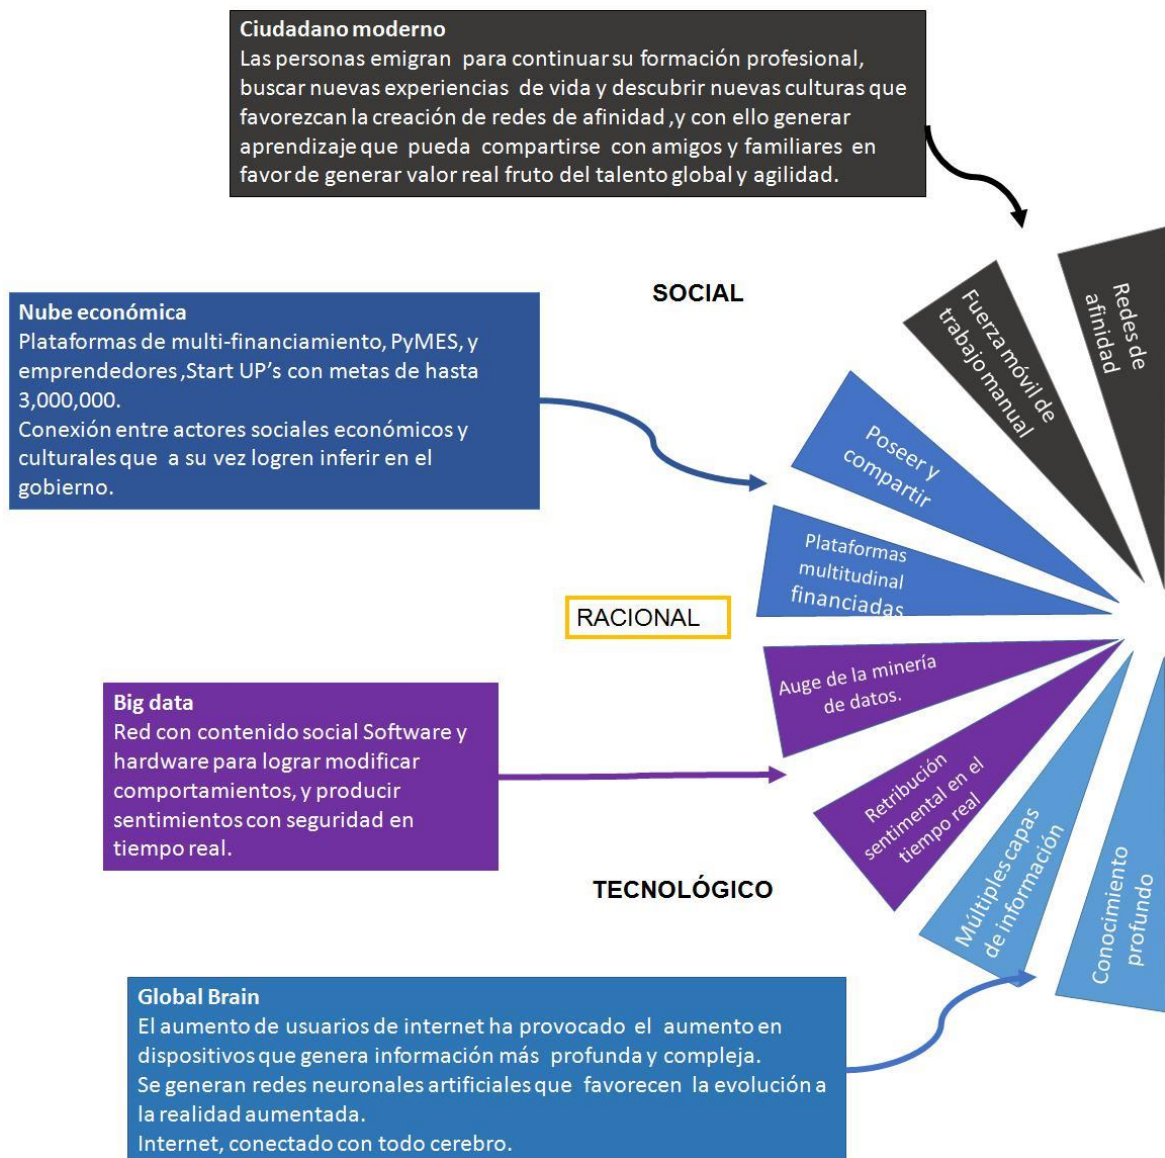 Ciudadano moderno
Las personas emigran para continuar su formación profesional,
buscar nuevas experiencias de vida y descubrir nuevas culturas que
favorezcan la creación de redes de afinidad ,y con ello generar
aprendizaje que pueda compartirse con amigos y familiares en
favor de generar valor real fruto del talento global y agilidad.
SOCIAL
Redes de
afinidad
Fuerza móvil de
trabajo manual
Nube económica
Plataformas de multi-financiamiento, PyMES, y
emprendedores ,Start UP’s con metas de hasta
3,000,000.
Conexión entre actores sociales económicos y
culturales que a su vez logren inferir en el
gobierno.
Poseer y
compartir
Plataformas
multitudinal
financiadas
RACIONAL
Auge de la minería
de datos.
Big data
Red con contenido social Software y
hardware para lograr modificar
comportamientos, y producir
sentimientos con seguridad en
tiempo real.
Retribución
sentimental en el
tiempo real
TECNOLÓGICO
Múltiples capas
de información
Conocimiento
profundo
Global Brain
El aumento de usuarios de internet ha provocado el aumento en
dispositivos que genera información más profunda y compleja.
Se generan redes neuronales artificiales que favorecen la evolución a
la realidad aumentada.
Internet, conectado con todo cerebro.